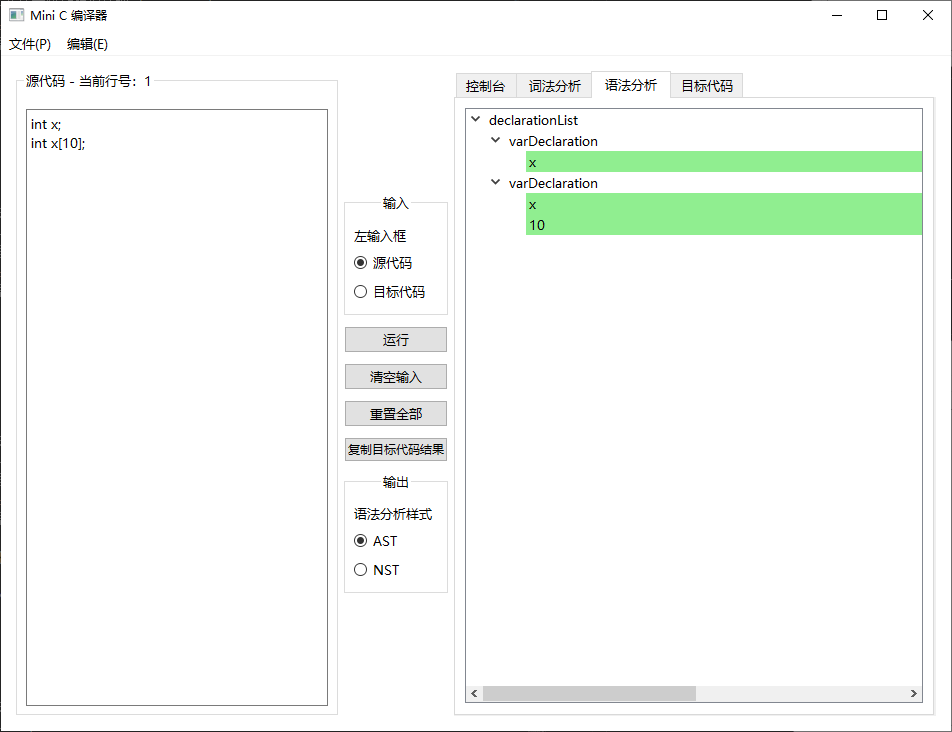 Mini C 编译器
文件(P) 编辑(E)
源代码 - 当前行号：1
int x;
int x[10];
输入
左输入框
源代码
目标代码
运行
清空输入
重置全部
复制目标代码结果
输出
语法分析样式
AST
NST
控制台 词法分析 语法分析 目标代码
declarationList
varDeclaration
x
varDeclaration
x
10